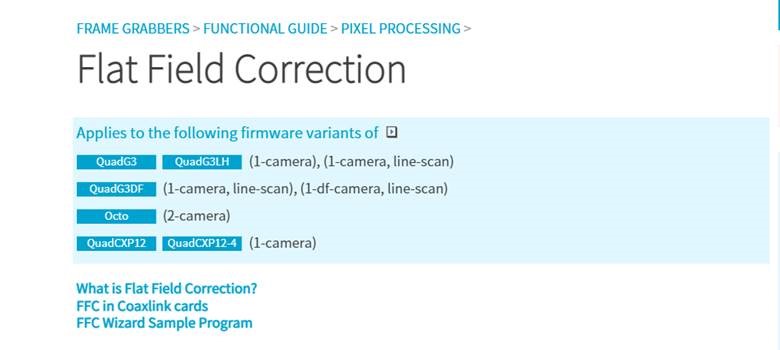 FRAME GRABBERS > FUNCTIONAL GUIDE > PIXEL PROCESSING >
Flat Field Correction
Applies to the following firmware variants of
QuadG3 QuadG3LH (1-camera), (1-camera, line-scan)
QuadG3DF (1-camera, line-scan), (1-df-camera, line-scan)
Octo (2-camera)
QuadCXP12 QuadCXP12-4 (1-camera)
What is Flat Field Correction?
FFC in Coaxlink cards
FFC Wizard Sample Program